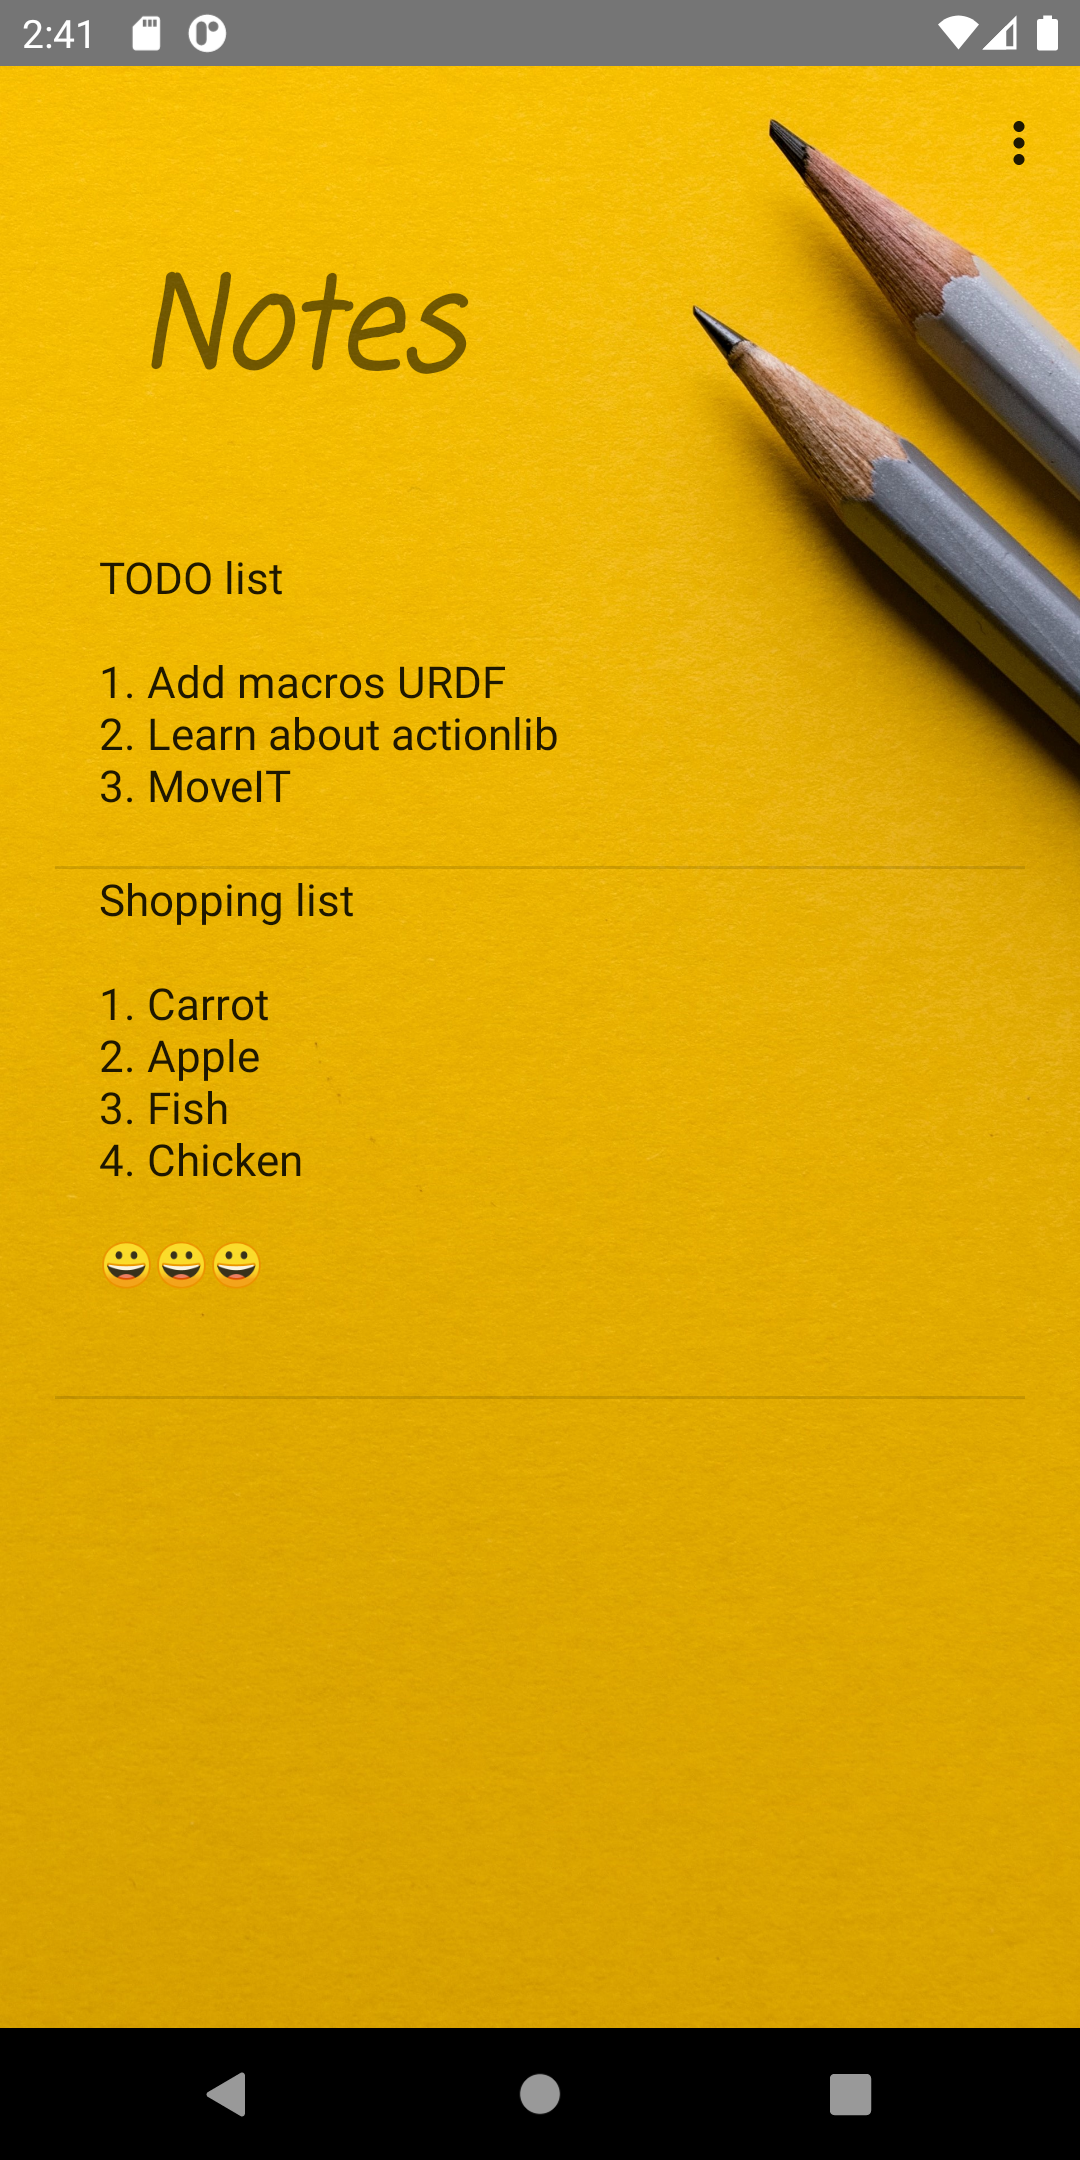 2:41
Notes
TODO list
1. Add macros URDF
2. Learn about actionlib
3. MoveIT
Shopping list
1. Carrot
2. Apple
3. Fish
4. Chicken
😀😀😀